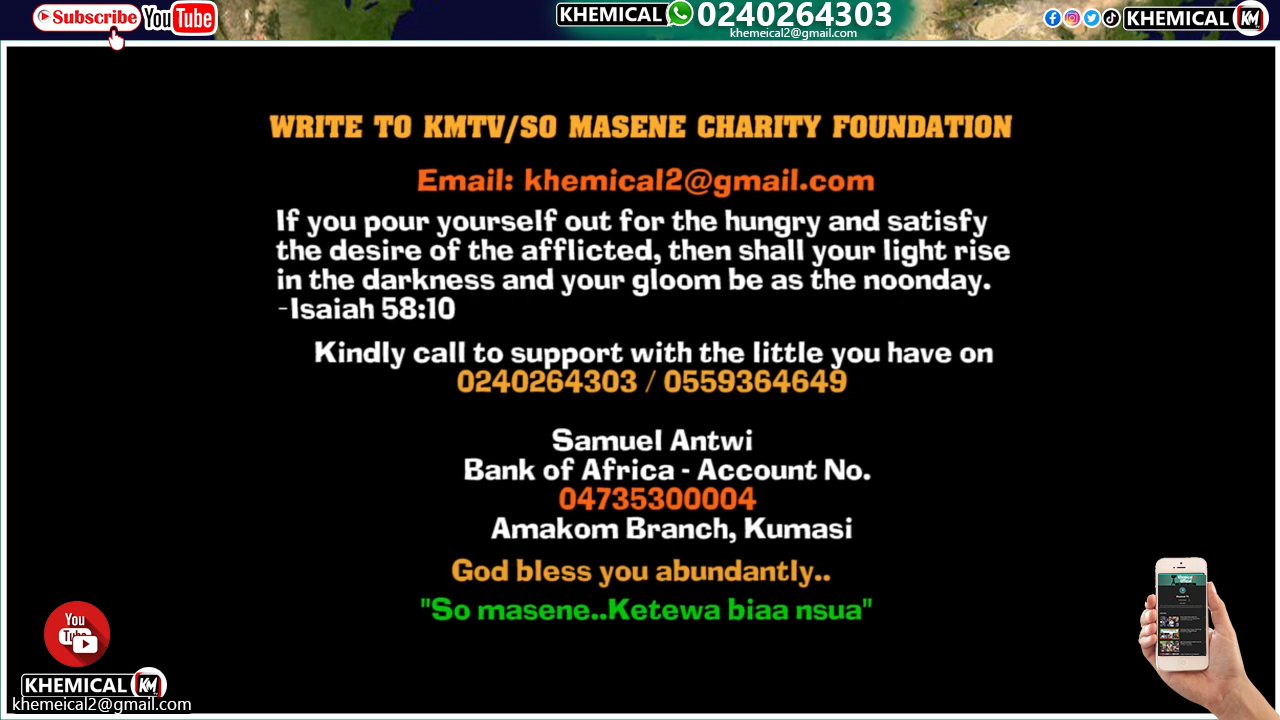 Subscribe YouTube
KHEMICAL 0240264303
khemeical2@gmail.com
KHEMICAL KM
WRITE TO KMTV/SO MASENE CHARITY FOUNDATION
Email: khemical2@gmail.com
If you pour yourself out for the hungry and satisfy
the desire of the afflicted, then shall your light rise
in the darkness and your gloom be as the noonday.
-Isaiah 58:10
Kindly call to support with the little you have on
0240264303 / 0559364649
Samuel Antwi
Bank of Africa - Account No.
04735300004
Amakom Branch, Kumasi
God bless you abundantly..
"So masene..Ketewa biaa nsua"
You
Tube
KHEMICAL KM
khemeical2@gmail.com